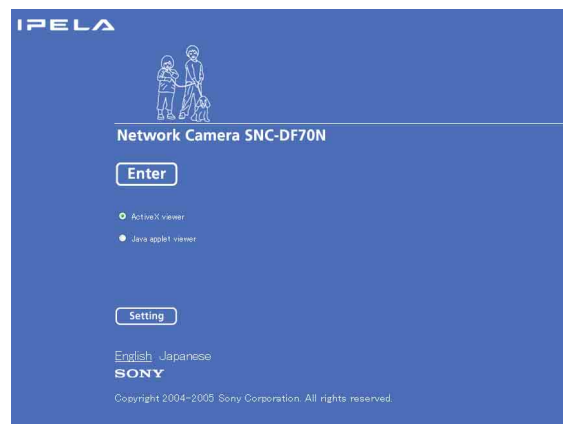 IPELA
Network Camera SNC-DF70N
Enter
ActiveX viewer
Java applet viewer
Setting
English Japanese
SONY
Copyright 2004-2005 Sony Corporation. All rights reserved.